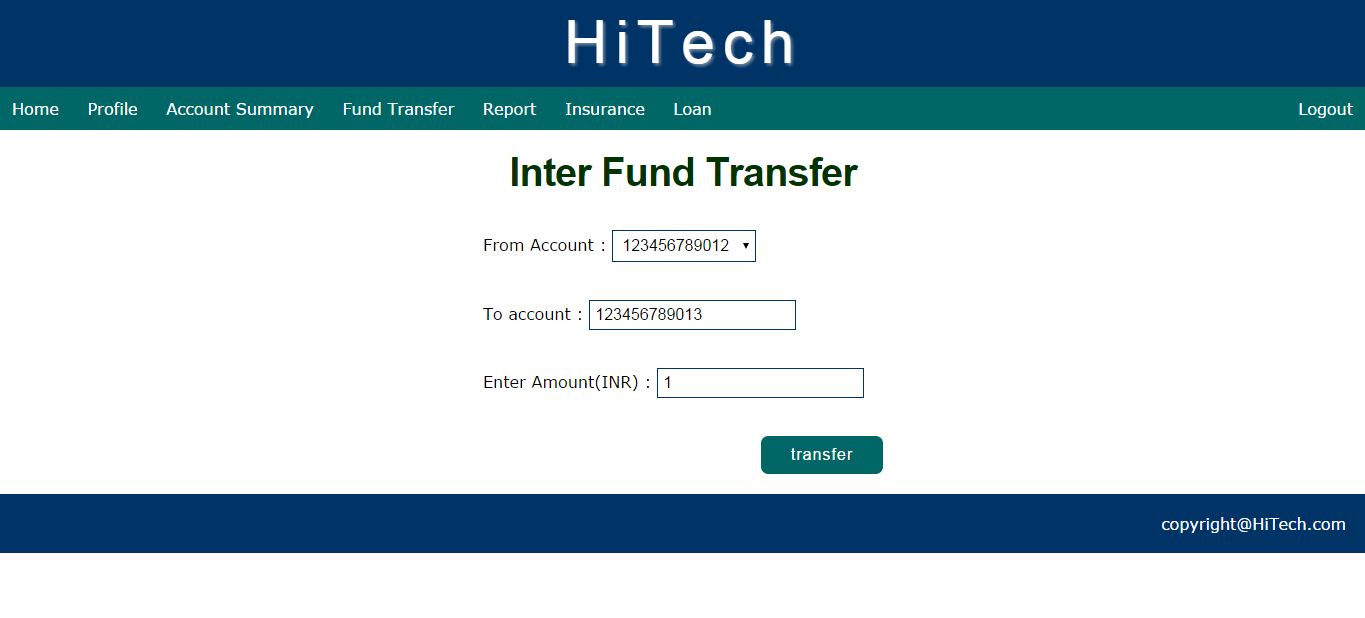 HiTech
Home Profile Account Summary Fund Transfer Report Insurance Loan Logout
Inter Fund Transfer
From Account : 123456789012
To account : 123456789013
Enter Amount(INR) : 1
transfer
copyright@HiTech.com